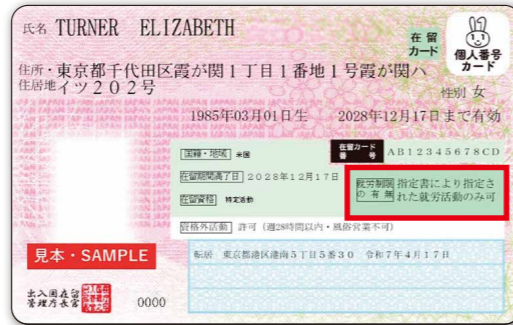 氏名 TURNER ELIZABETH
在留
カード
個人番号
カード
住所・東京都千代田区霞が関1丁目1番地1号霞が関ハ
住居地イツ202号
性別 女
1985年03月01日生 2028年12月17日まで有効
国籍・地域 米国
在留カード
番号 AB12345678CD
在留期間満了日 2028年12月17日
就労制限 指定書により指定さ
の有無 れた就労活動のみ可
在留資格 特定活動
資格外活動 許可(週28時間以内・風俗営業不可)
見本・SAMPLE
転居 東京都港区港南5丁目5番30 令和7年4月17日
出入国在留
管理庁長官
0000